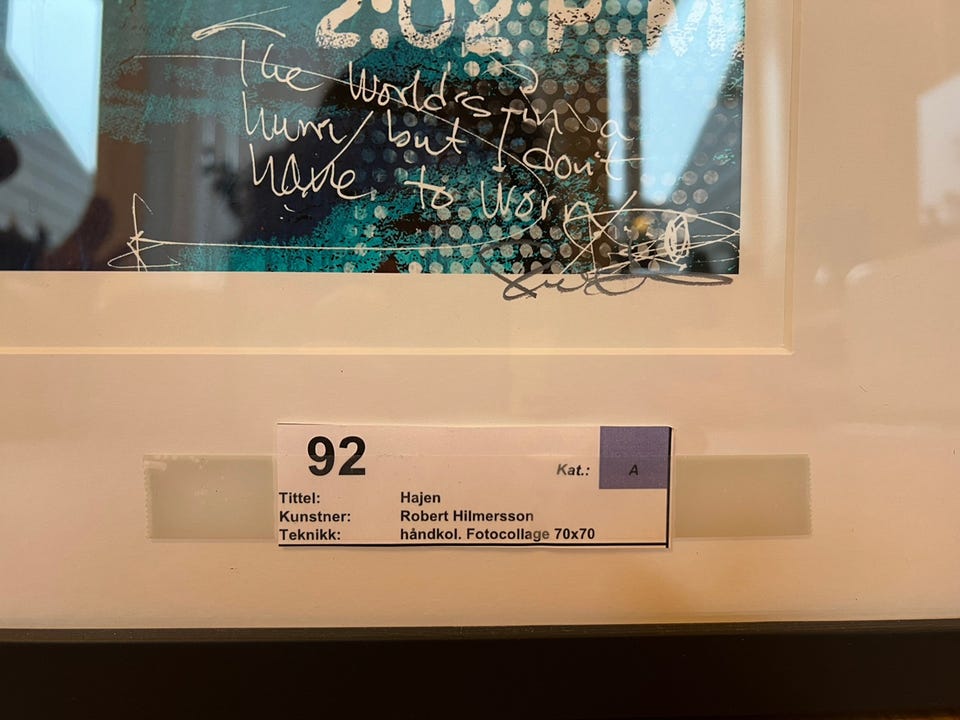 2:02 PM
The World's in a
hurry but I don't
have to worry
92
Kat.: A
Tittel: Hajen
Kunstner: Robert Hilmersson
Teknikk: håndkol. Fotocollage 70x70